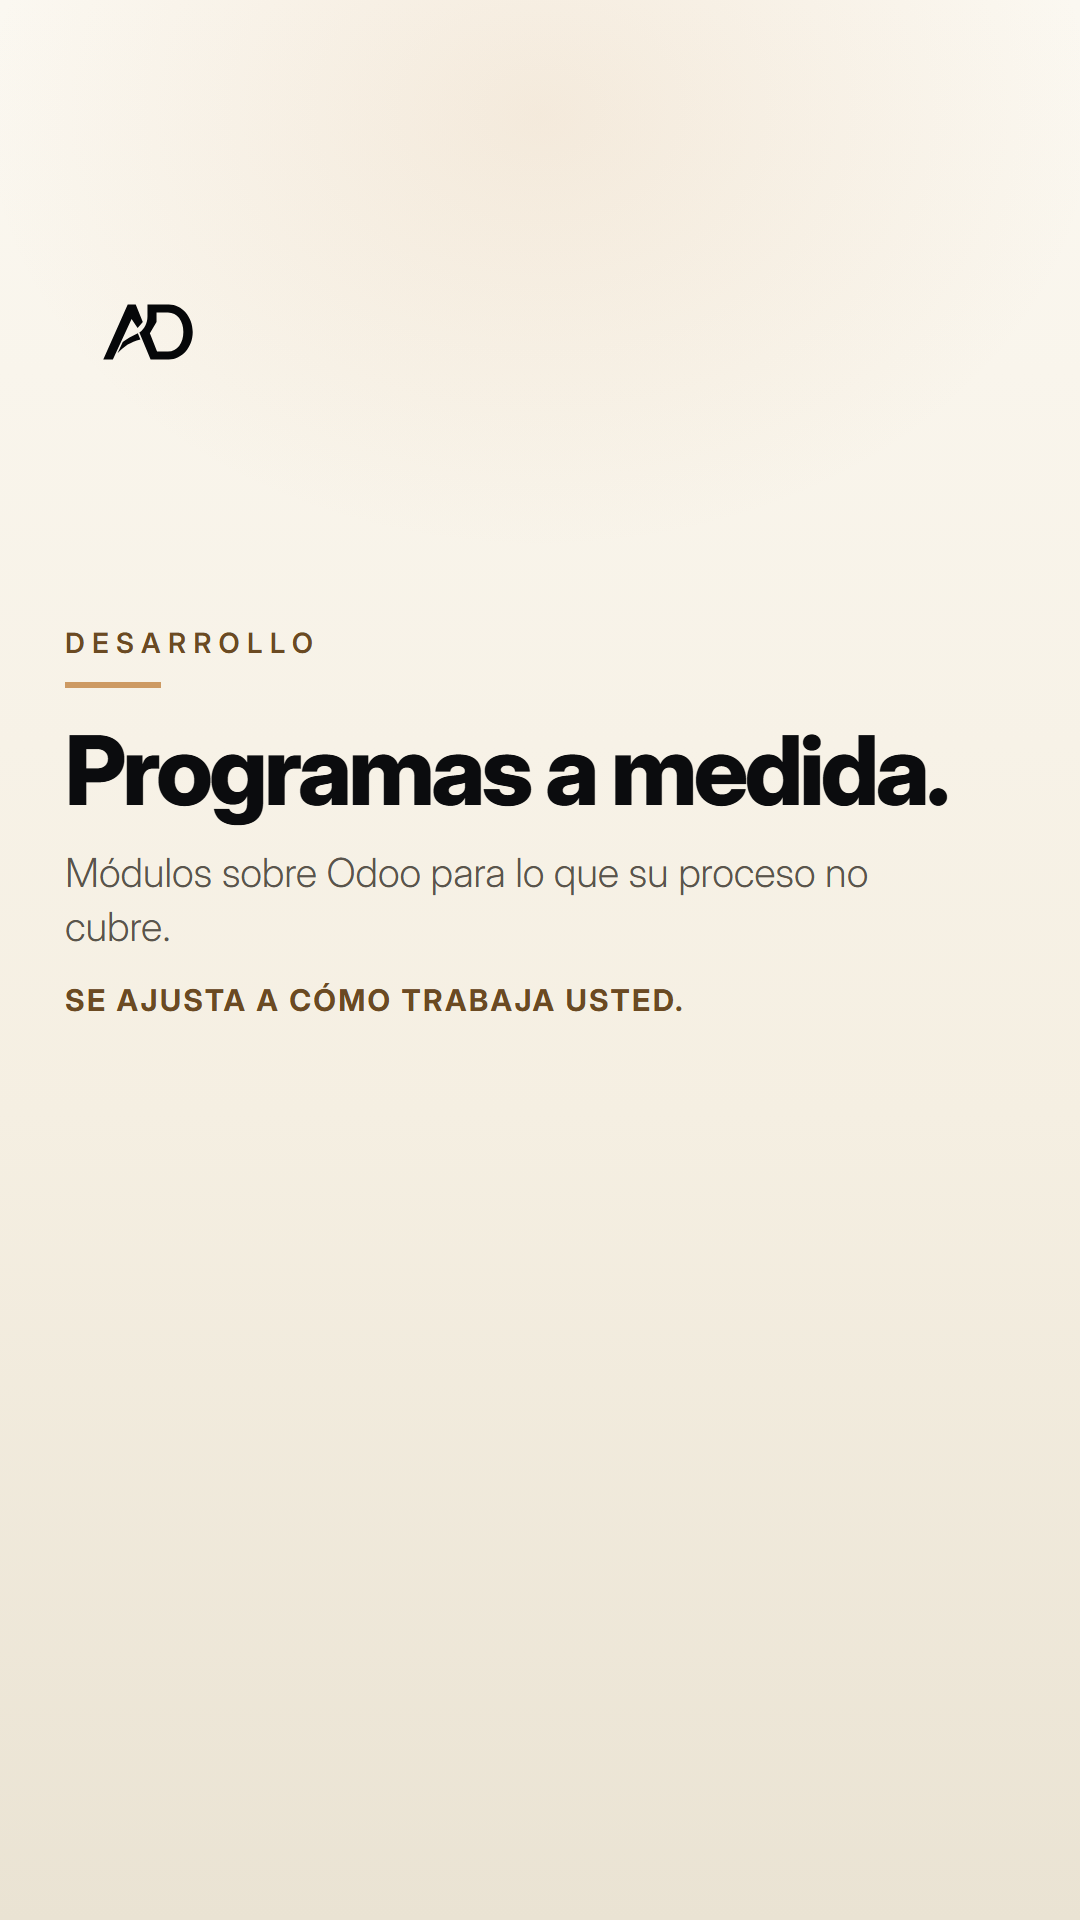 AD
DESARROLLO
Programas a medida.
Módulos sobre Odoo para lo que su proceso no
cubre.
SE AJUSTA A CÓMO TRABAJA USTED.